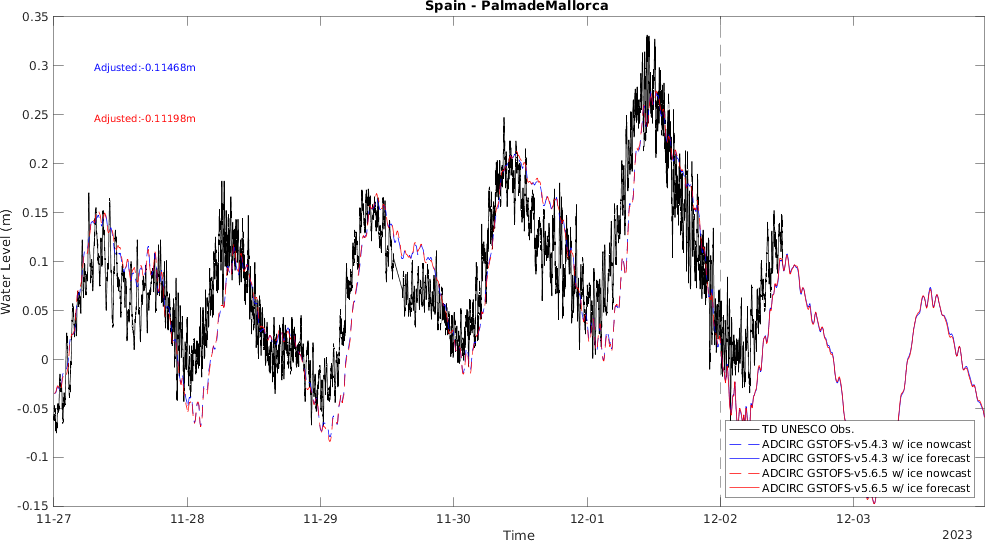 Spain - PalmadeMallorca
0.35
0.3
0.25
0.2
0.15
0.1
0.05
0
-0.05
-0.1
-0.15
Water Level (m)
Adjusted:-0.11468m
Adjusted:-0.11198m
TD UNESCO Obs.
ADCIRC GSTOFS-v5.4.3 w/ ice nowcast
ADCIRC GSTOFS-v5.4.3 w/ ice forecast
ADCIRC GSTOFS-v5.6.5 w/ ice nowcast
ADCIRC GSTOFS-v5.6.5 w/ ice forecast
11-27 11-28 11-29 11-30 12-01 12-02 12-03
Time
2023